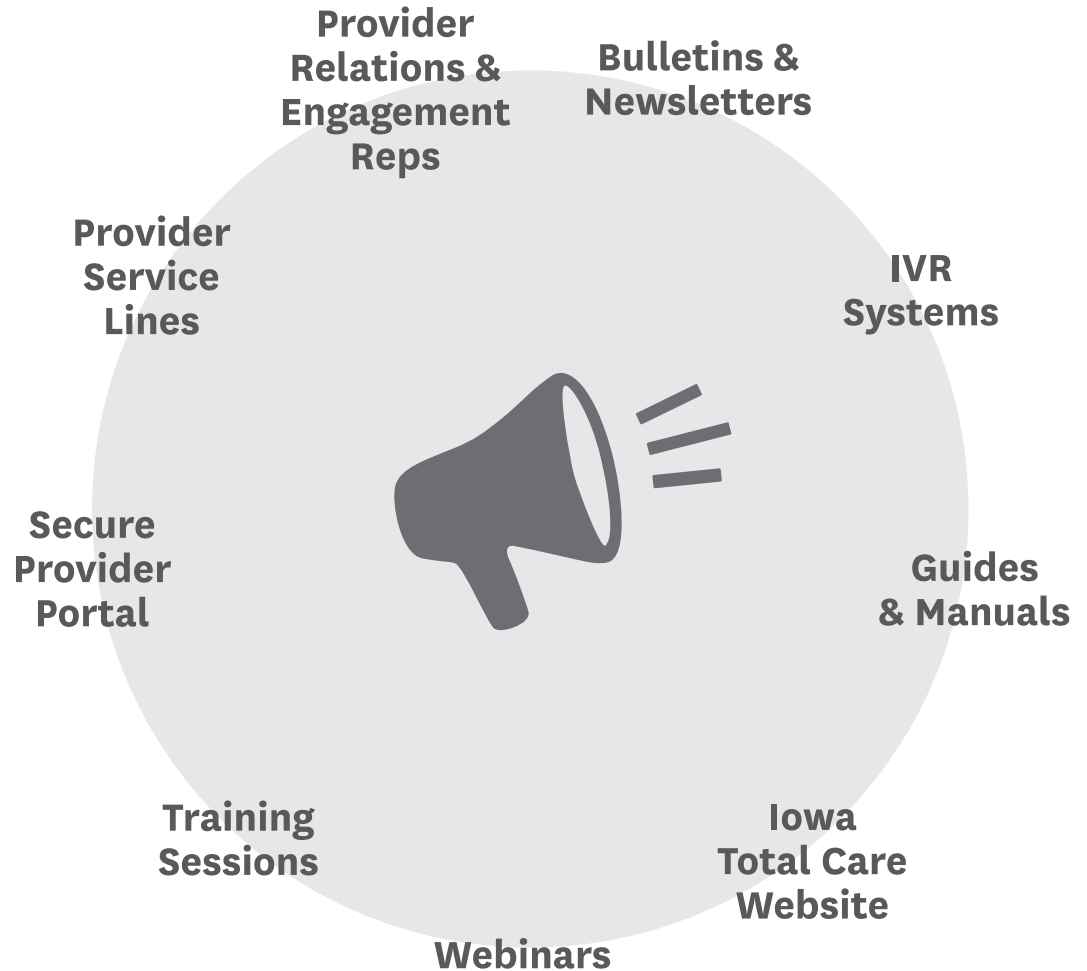 Provider
Relations &
Engagement
Reps
Bulletins &
Newsletters
IVR
Systems
Guides
& Manuals
Iowa
Total Care
Website
Webinars
Training
Sessions
Secure
Provider
Portal
Provider
Service
Lines